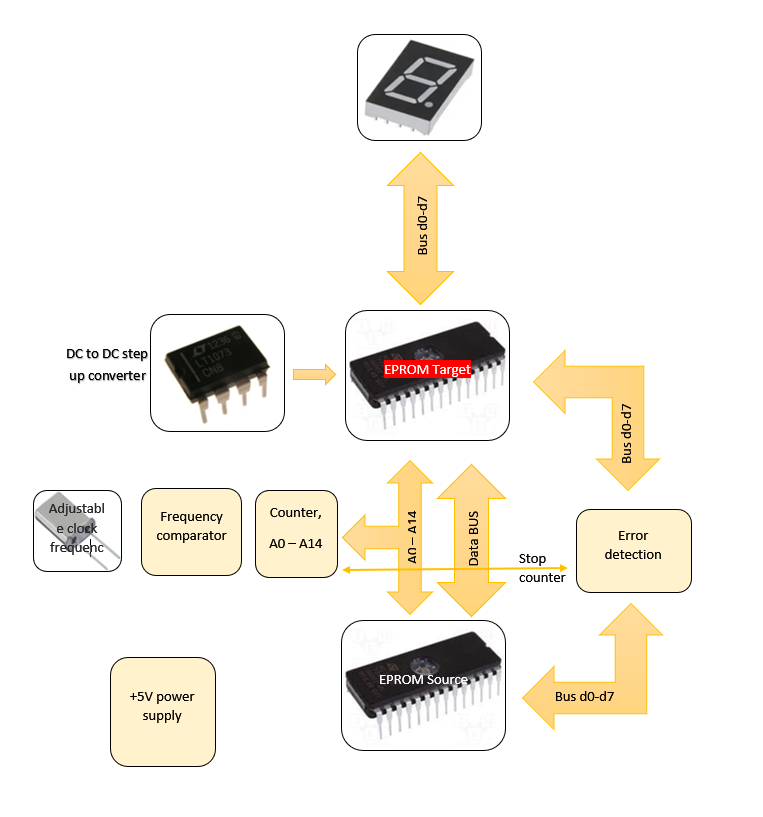 Bus d0-d7
DC to DC step
up converter
1236
LT1073
CN8
EPROM Target
Bus d0-d7
Adjustabl
e clock
frequenc
Frequency
comparator
Counter,
A0 – A14
A0 – A14
Data BUS
Stop
counter
Error
detection
+5V power
supply
EPROM Source
Bus d0-d7